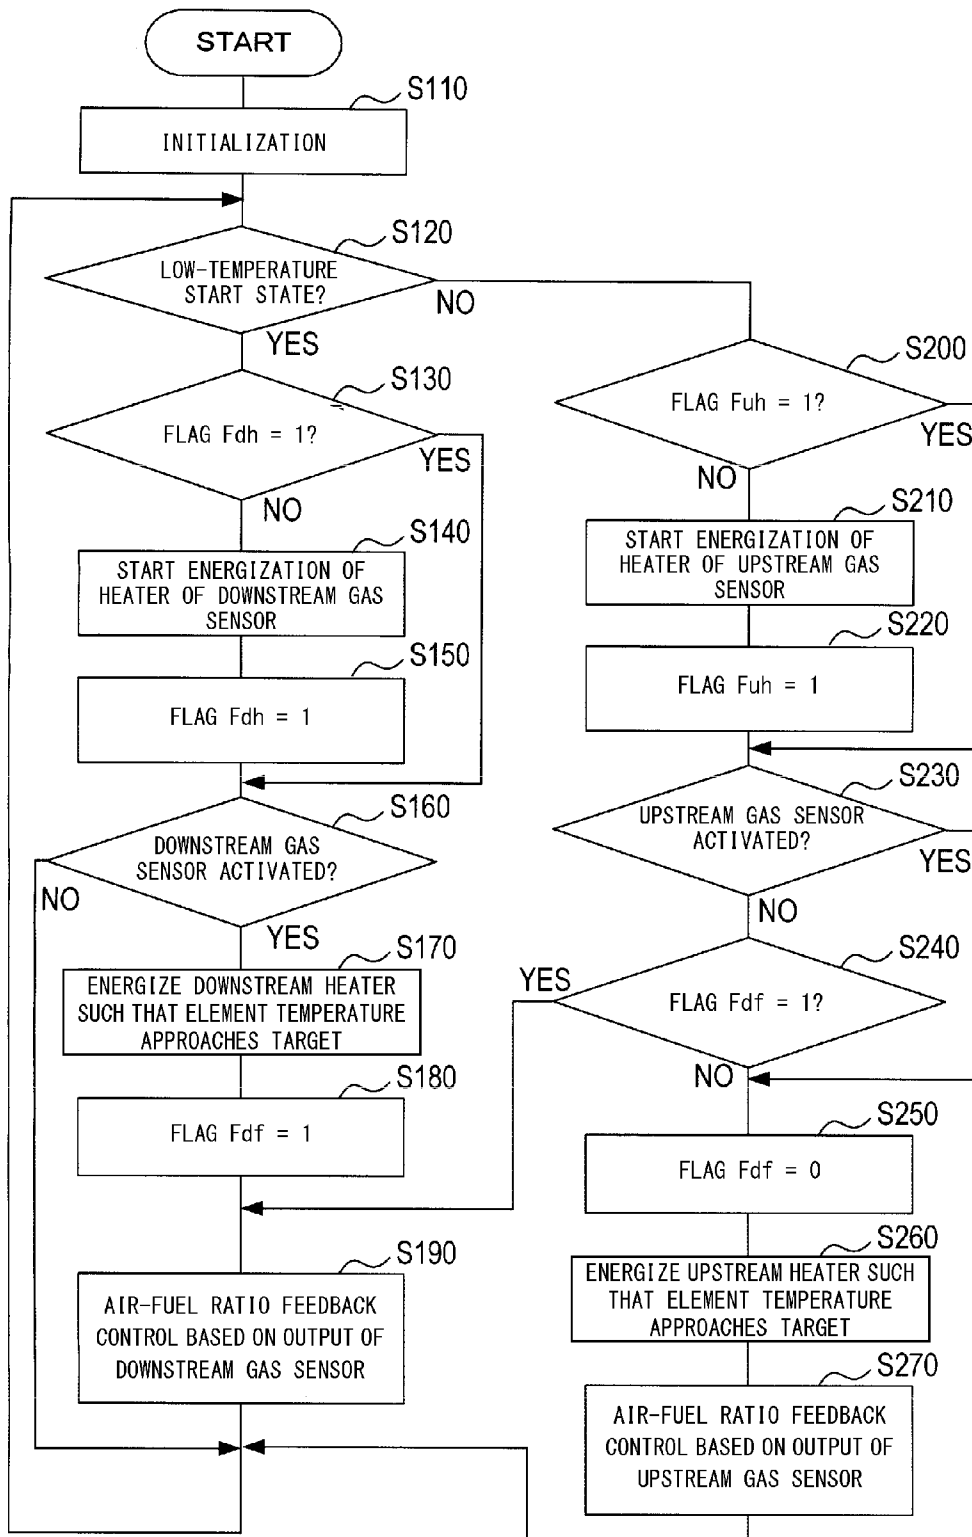 START
S110
INITIALIZATION
S120
LOW-TEMPERATURE
START STATE?
NO
YES
S130
FLAG Fdh = 1?
YES
NO
S140
START ENERGIZATION OF
HEATER OF DOWNSTREAM GAS
SENSOR
S150
FLAG Fdh = 1
S160
DOWNSTREAM GAS
SENSOR ACTIVATED?
NO
YES
S170
ENERGIZE DOWNSTREAM HEATER
SUCH THAT ELEMENT TEMPERATURE
APPROACHES TARGET
S180
FLAG Fdf = 1
S190
AIR-FUEL RATIO FEEDBACK
CONTROL BASED ON OUTPUT OF
DOWNSTREAM GAS SENSOR
S200
FLAG Fuh = 1?
YES
NO
S210
START ENERGIZATION OF
HEATER OF UPSTREAM GAS
SENSOR
S220
FLAG Fuh = 1
S230
UPSTREAM GAS SENSOR
ACTIVATED?
YES
NO
S240
YES
FLAG Fdf = 1?
NO
S250
FLAG Fdf = 0
S260
ENERGIZE UPSTREAM HEATER SUCH
THAT ELEMENT TEMPERATURE
APPROACHES TARGET
S270
AIR-FUEL RATIO FEEDBACK
CONTROL BASED ON OUTPUT OF
UPSTREAM GAS SENSOR